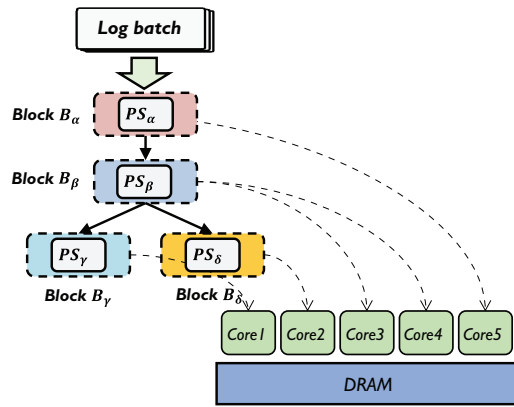 Log batch
Block Bα
PSα
Block Bβ
PSβ
PSγ
PSδ
Block Bγ
Block Bδ
Core1
Core2
Core3
Core4
Core5
DRAM